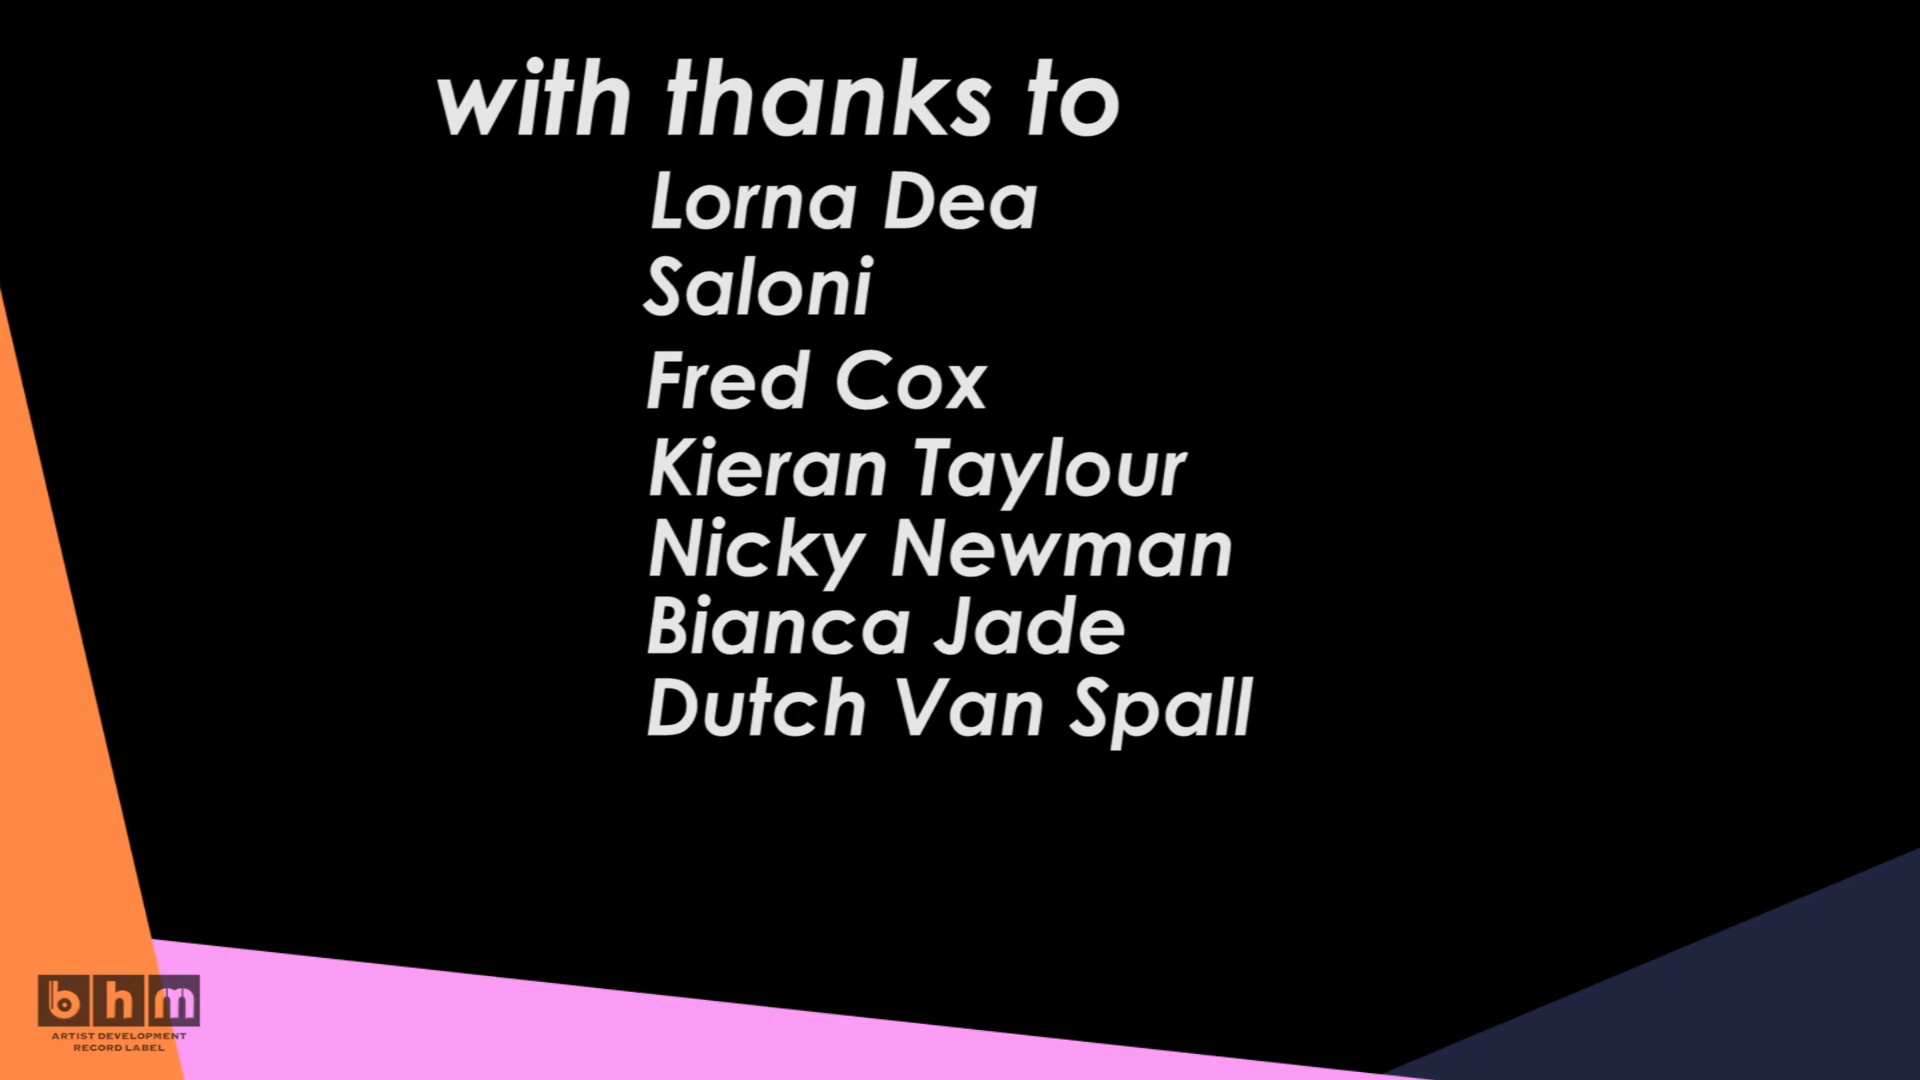 with thanks to
Lorna Dea
Saloni
Fred Cox
Kieran Taylour
Nicky Newman
Bianca Jade
Dutch Van Spall
bhm
ARTIST DEVELOPMENT
RECORD LABEL